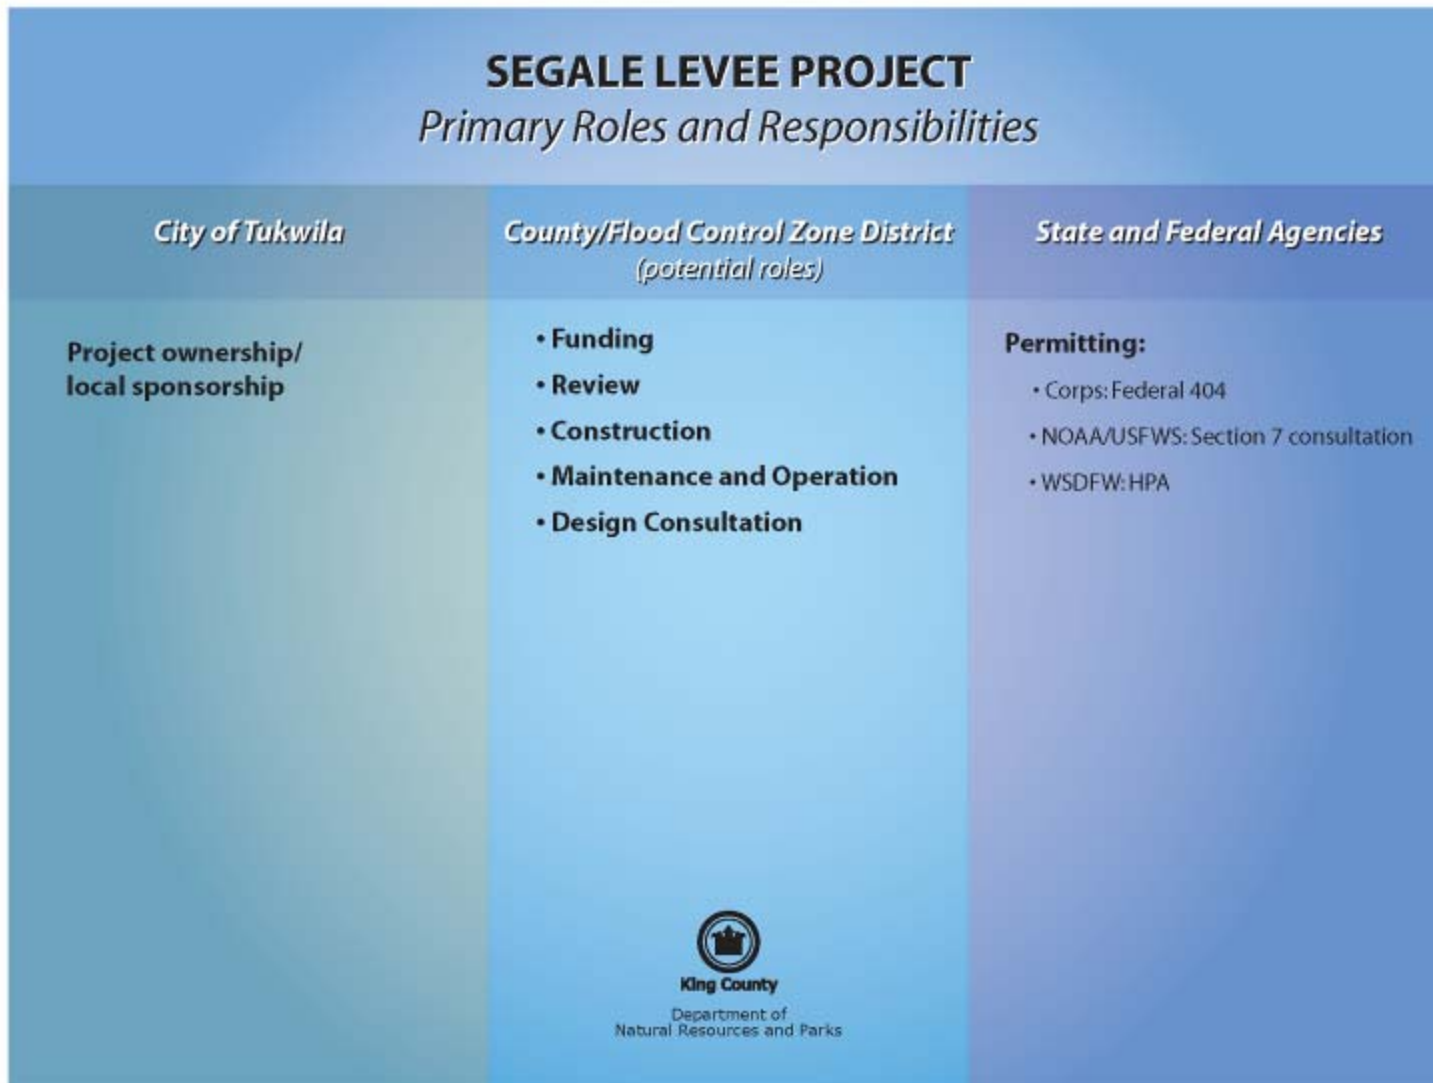 SEGALE LEVEE PROJECT
Primary Roles and Responsibilities
City of Tukwila
Project ownership/
local sponsorship
County/Flood Control Zone District
(potential roles)
• Funding
• Review
• Construction
• Maintenance and Operation
• Design Consultation
State and Federal Agencies
Permitting:
• Corps: Federal 404
• NOAA/USFWS: Section 7 consultation
• WSDFW: HPA
King County
Department of
Natural Resources and Parks